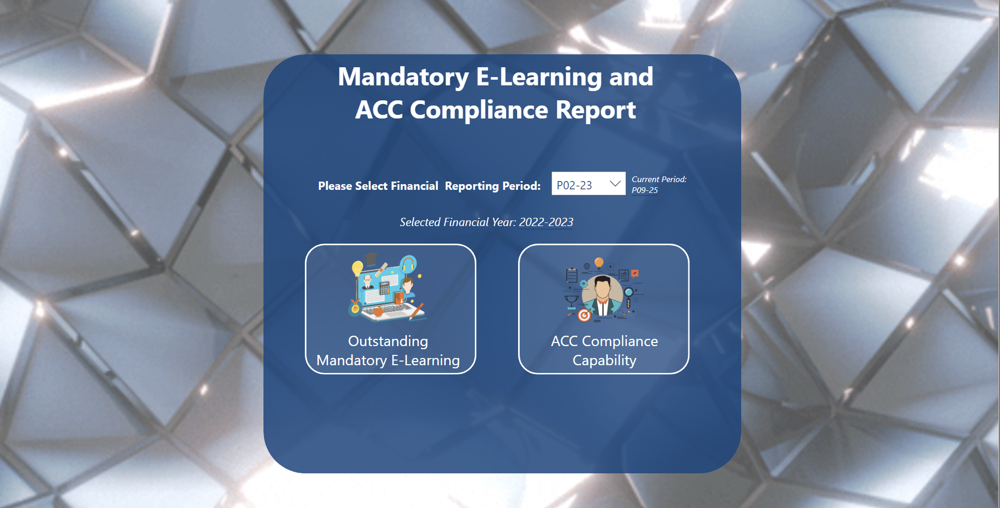 Mandatory E-Learning and
ACC Compliance Report
Please Select Financial  Reporting Period:
P02-23
Current Period:
P09-25
Selected Financial Year: 2022-2023
Outstanding
Mandatory E-Learning
ACC Compliance
Capability